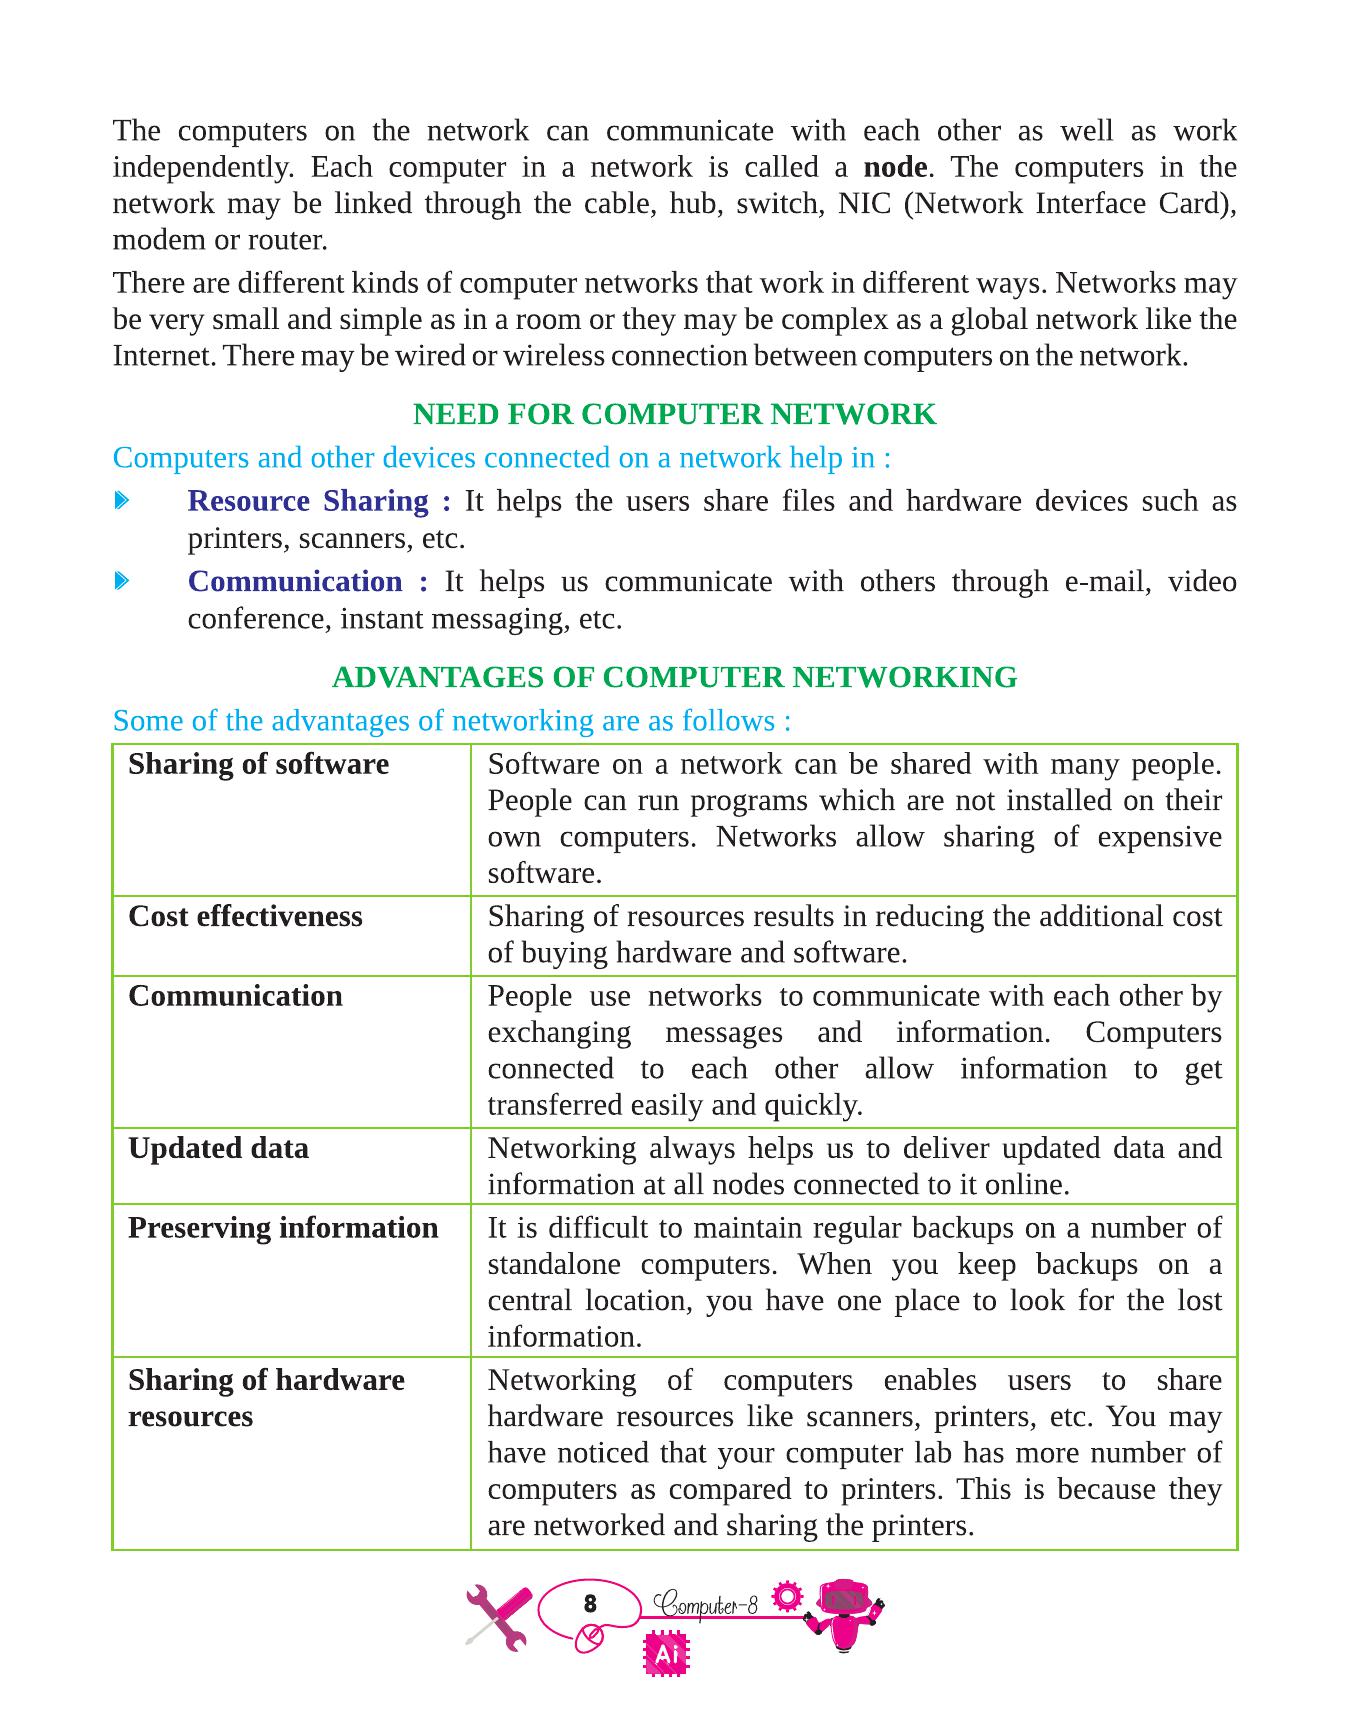 The computers on the network can communicate with each other as well as work
independently. Each computer in a network is called a node. The computers in the
network may be linked through the cable, hub, switch, NIC (Network Interface Card),
modem or router.
There are different kinds of computer networks that work in different ways. Networks may
be very small and simple as in a room or they may be complex as a global network like the
Internet. There may be wired or wireless connection between computers on the network.
NEED FOR COMPUTER NETWORK
Computers and other devices connected on a network help in :
Resource Sharing : It helps the users share files and hardware devices such as
printers, scanners, etc.
Communication : It helps us communicate with others through e-mail, video
conference, instant messaging, etc.
ADVANTAGES OF COMPUTER NETWORKING
Some of the advantages of networking are as follows :
Sharing of software
Software on a network can be shared with many people.
People can run programs which are not installed on their
own computers. Networks allow sharing of expensive
software.
Cost effectiveness
Sharing of resources results in reducing the additional cost
of buying hardware and software.
Communication
People use networks to communicate with each other by
exchanging messages and information. Computers
connected to each other allow information to get
transferred easily and quickly.
Updated data
Networking always helps us to deliver updated data and
information at all nodes connected to it online.
Preserving information
It is difficult to maintain regular backups on a number of
standalone computers. When you keep backups on a
central location, you have one place to look for the lost
information.
Sharing of hardware
resources
Networking of computers enables users to share
hardware resources like scanners, printers, etc. You may
have noticed that your computer lab has more number of
computers as compared to printers. This is because they
are networked and sharing the printers.
8
Computer-8
Ai